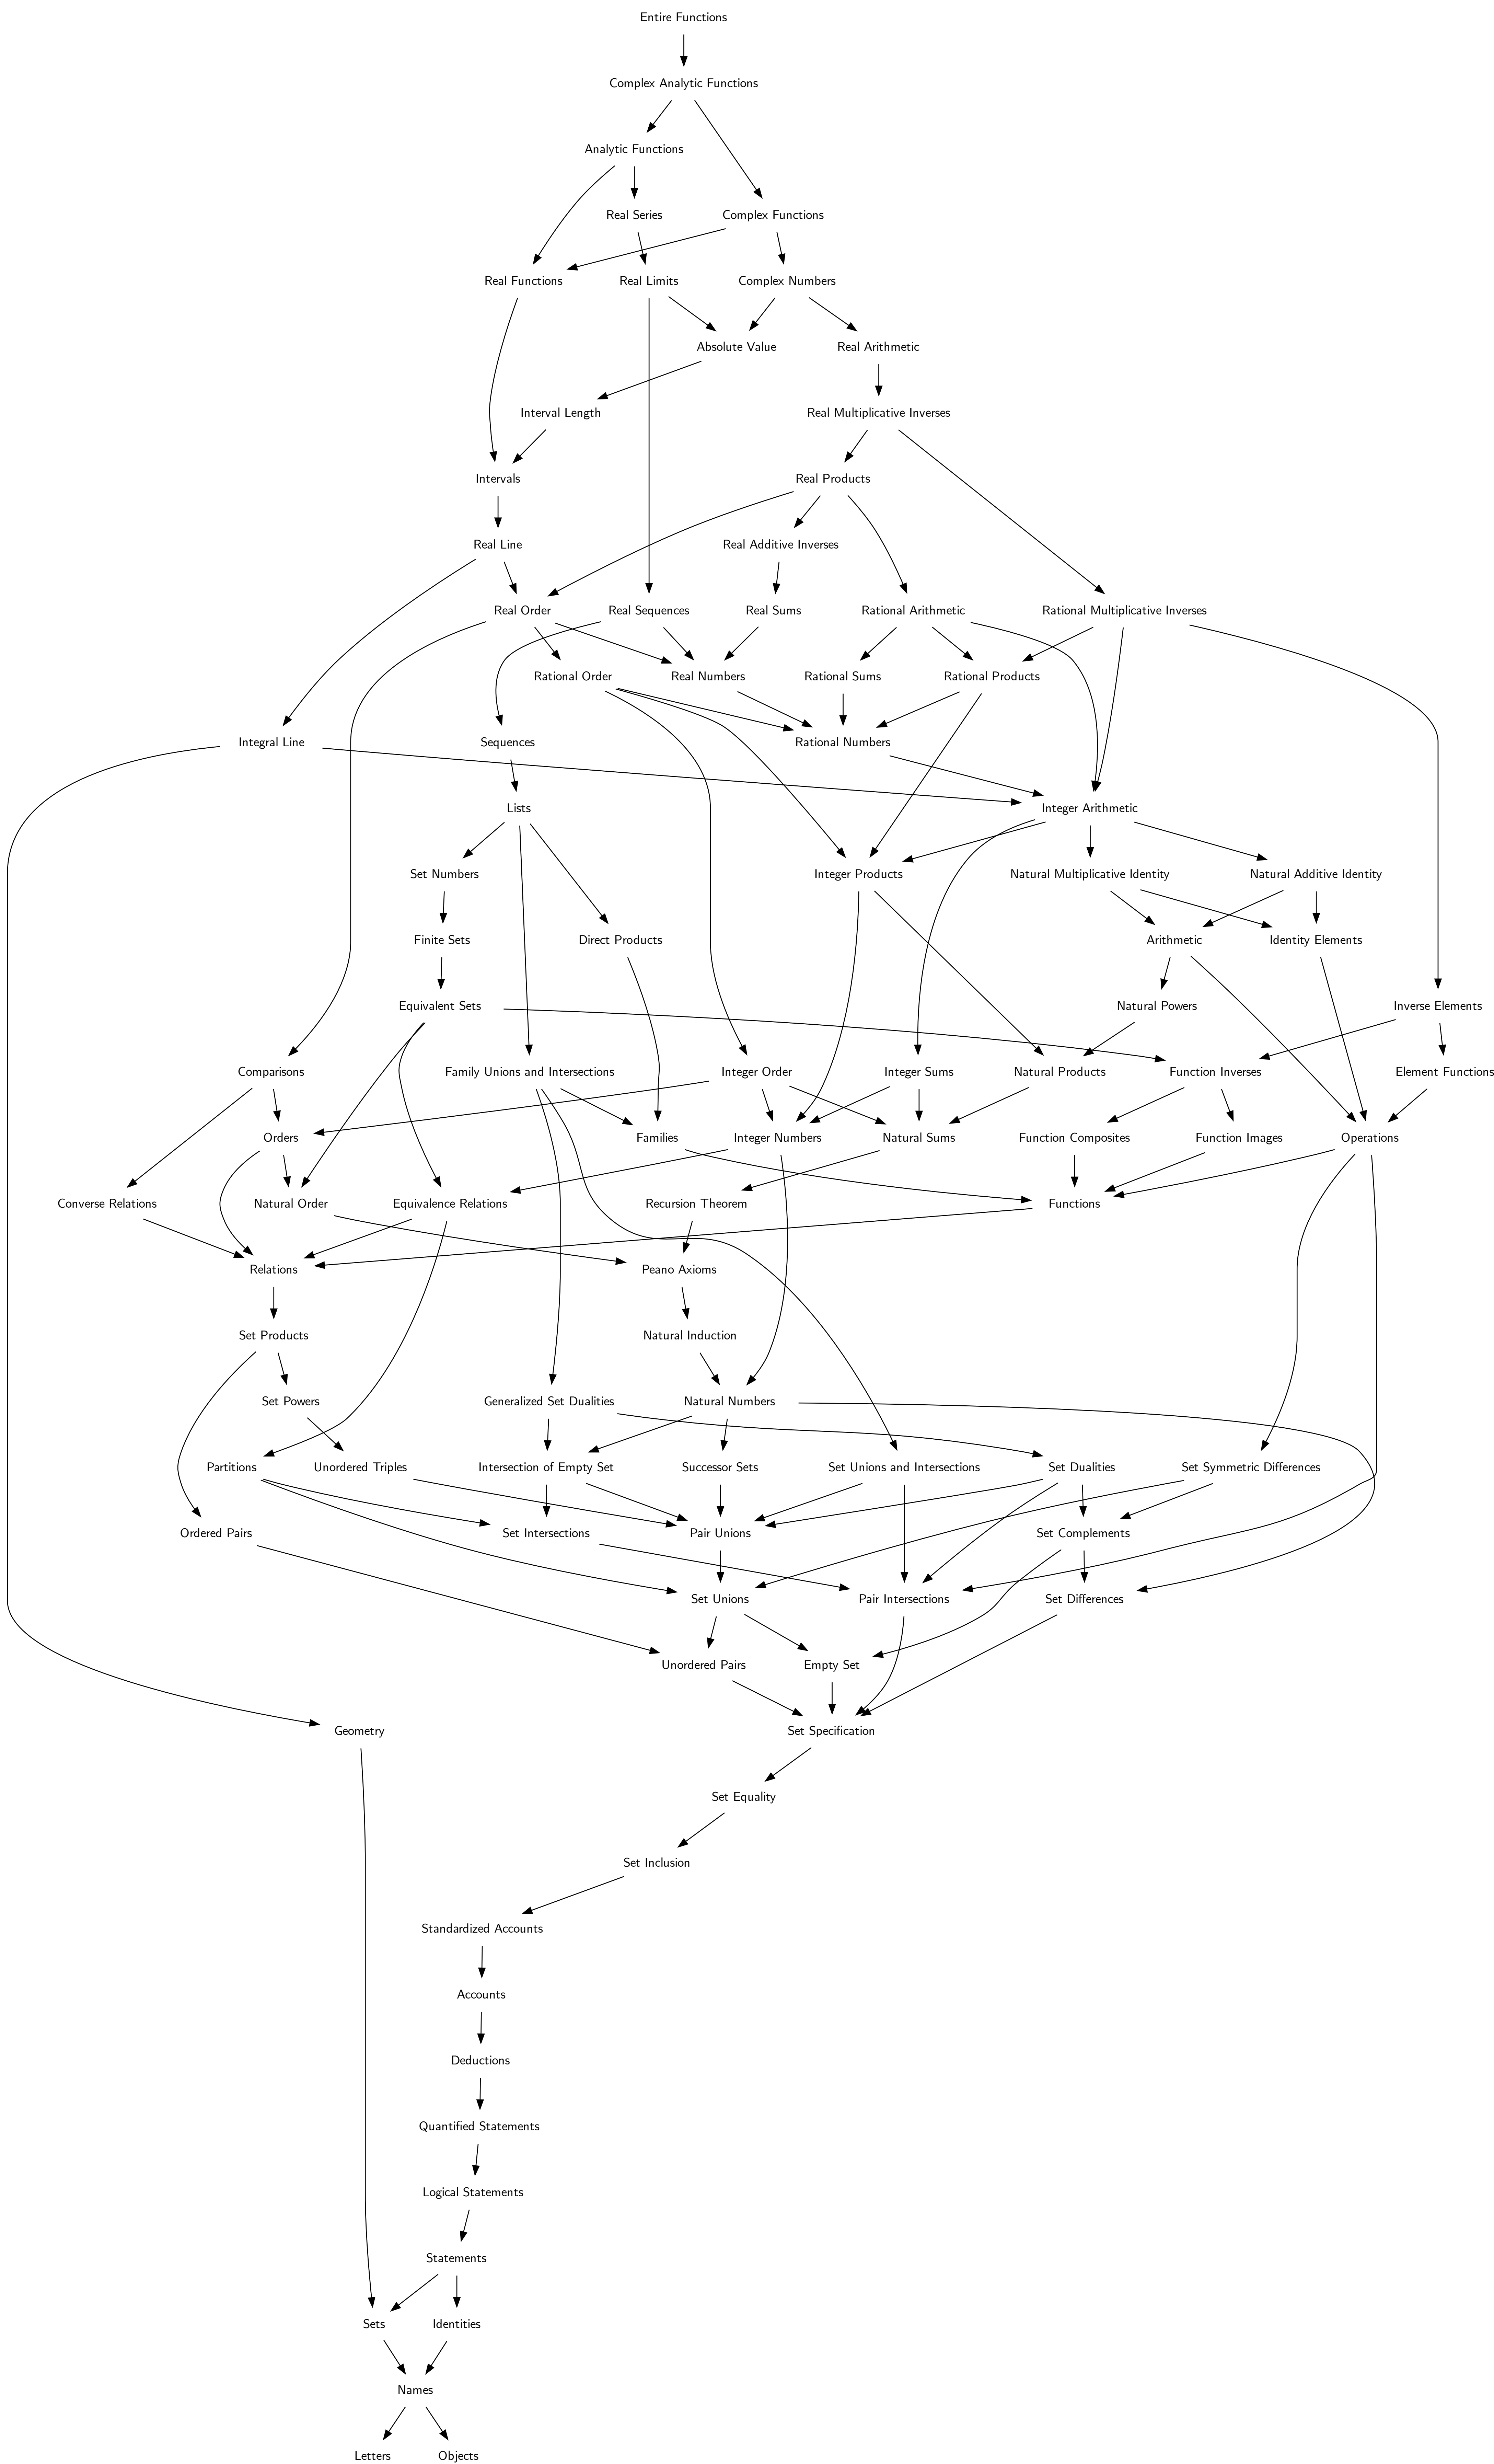 Entire Functions
Complex Analytic Functions
Analytic Functions
Real Series
Complex Functions
Real Functions
Real Limits
Complex Numbers
Absolute Value
Real Arithmetic
Interval Length
Real Multiplicative Inverses
Intervals
Real Products
Real Line
Real Additive Inverses
Real Order
Real Sequences
Real Sums
Rational Arithmetic
Rational Multiplicative Inverses
Rational Order
Real Numbers
Rational Sums
Rational Products
Integral Line
Sequences
Rational Numbers
Lists
Integer Arithmetic
Set Numbers
Integer Products
Natural Multiplicative Identity
Natural Additive Identity
Finite Sets
Direct Products
Arithmetic
Identity Elements
Equivalent Sets
Natural Powers
Inverse Elements
Comparisons
Family Unions and Intersections
Integer Order
Integer Sums
Natural Products
Function Inverses
Element Functions
Orders
Families
Integer Numbers
Natural Sums
Function Composites
Function Images
Operations
Converse Relations
Natural Order
Equivalence Relations
Recursion Theorem
Functions
Relations
Peano Axioms
Set Products
Natural Induction
Set Powers
Generalized Set Dualities
Natural Numbers
Partitions
Unordered Triples
Intersection of Empty Set
Successor Sets
Set Unions and Intersections
Set Dualities
Set Symmetric Differences
Ordered Pairs
Set Intersections
Pair Unions
Set Complements
Set Unions
Pair Intersections
Set Differences
Unordered Pairs
Empty Set
Geometry
Set Specification
Set Equality
Set Inclusion
Standardized Accounts
Accounts
Deductions
Quantified Statements
Logical Statements
Statements
Sets
Identities
Names
Letters
Objects